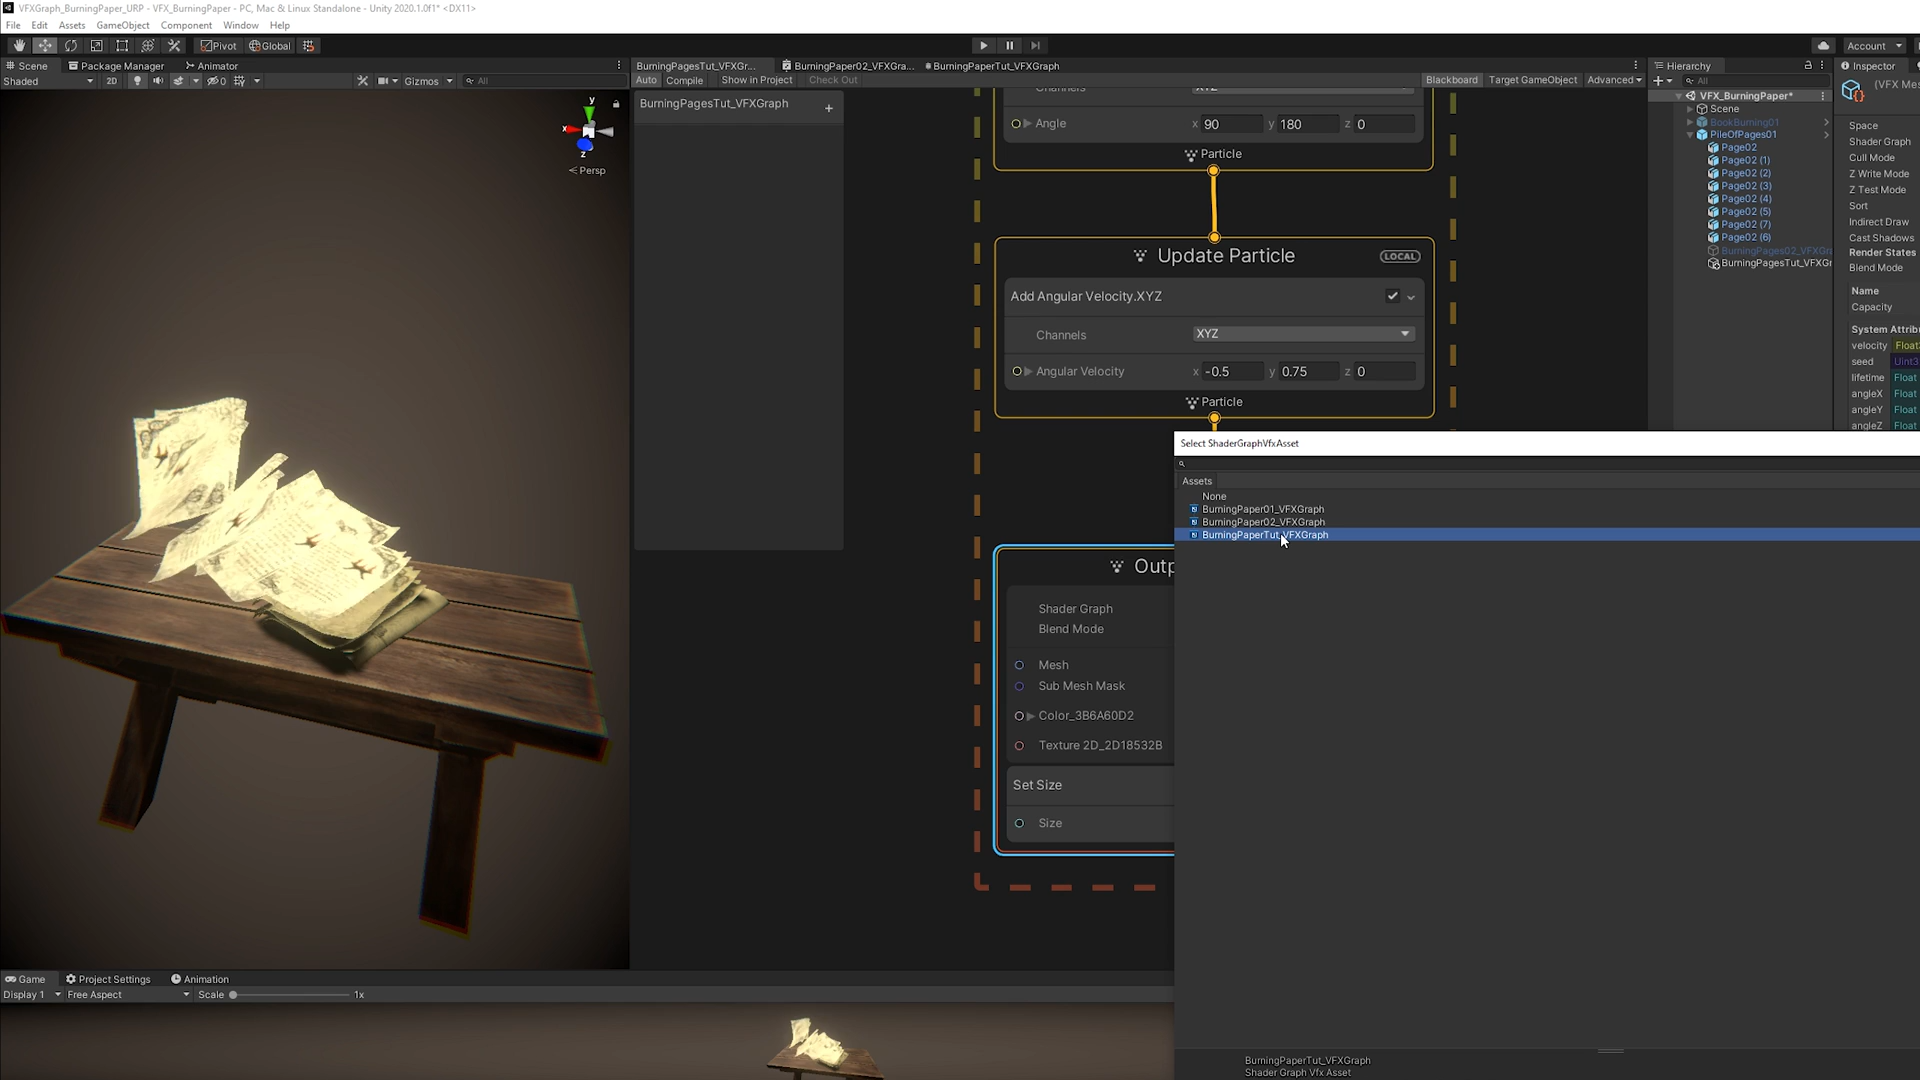 VFXGraph_BurningPaper_URP - VFX_BurningPaper - PC, Mac & Linux Standalone - Unity 2020.1.0f1* <DX11>
File Edit Assets GameObject Component Window Help
Pivot Global Account
Scene Package Manager Animator
Shaded 2D Gizmos All
y
x
z
Persp
BurningPagesTut_VFXGr... BurningPaper02_VFXGra... BurningPaperTut_VFXGraph
Auto Compile Show in Project Check Out Blackboard Target GameObject Advanced
BurningPagesTut_VFXGraph +
Channels XYZ
Angle x 90 y 180 z 0
Particle
Update Particle LOCAL
Add Angular Velocity.XYZ
Channels XYZ
Angular Velocity x -0.5 y 0.75 z 0
Particle
Outp
Shader Graph
Blend Mode
Mesh
Sub Mesh Mask
Color_3B6A60D2
Texture 2D_2D18532B
Set Size
Size
Select ShaderGraphVfxAsset
Assets
None
BurningPaper01_VFXGraph
BurningPaper02_VFXGraph
BurningPaperTut_VFXGraph
BurningPaperTut_VFXGraph
Shader Graph Vfx Asset
Hierarchy
All
VFX_BurningPaper*
Scene
BookBurning01
PileOfPages01
Page02
Page02 (1)
Page02 (2)
Page02 (3)
Page02 (4)
Page02 (5)
Page02 (7)
Page02 (6)
BurningPages02_VFXGr
BurningPagesTut_VFXGr
Inspector
(VFX Mes
Space
Shader Graph
Cull Mode
Z Write Mode
Z Test Mode
Sort
Indirect Draw
Cast Shadows
Render States
Blend Mode
Name
Capacity
System Attrib
velocity Float
seed Uint3
lifetime Float
angleX Float
angleY Float
angleZ Float
Game Project Settings Animation
Display 1 Free Aspect Scale 1x